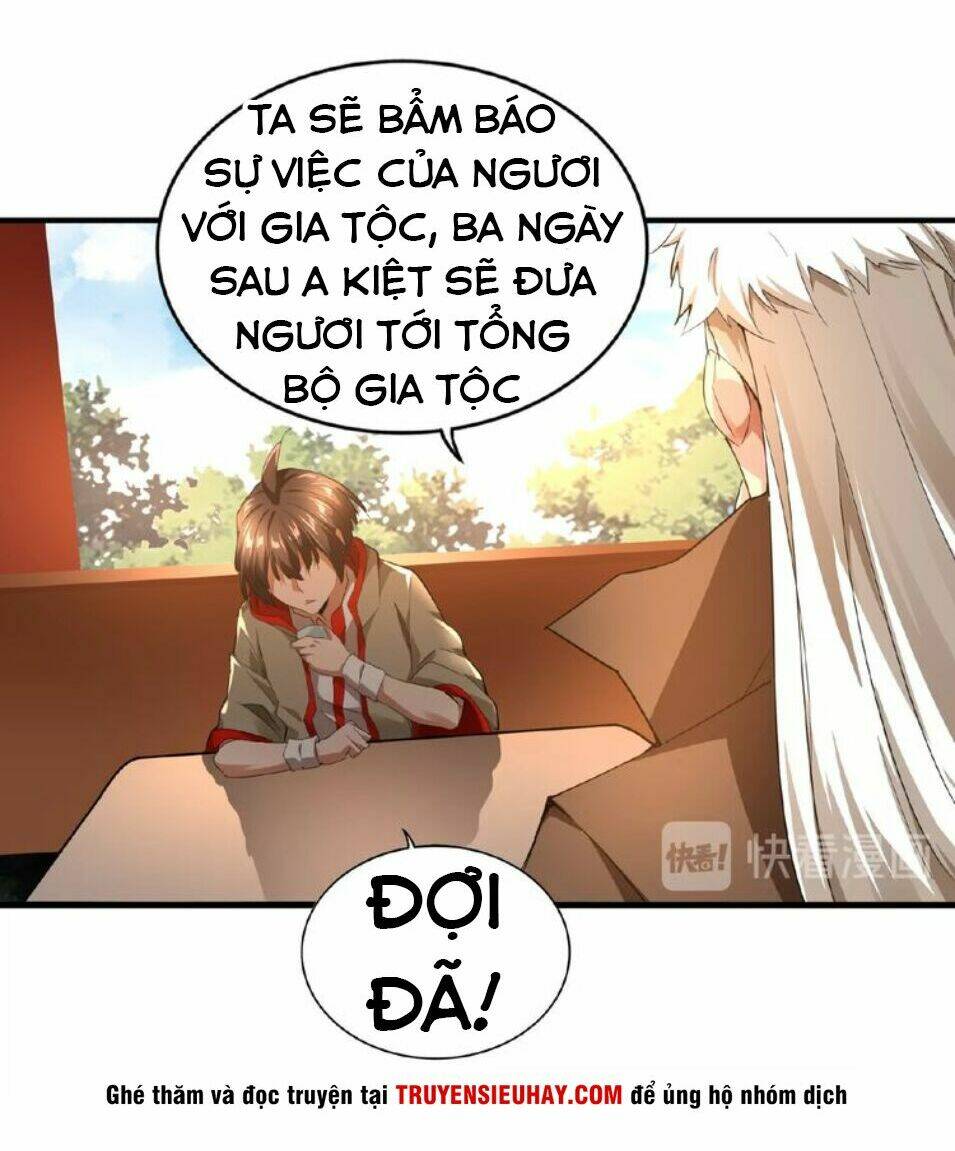 TA SẼ BẨM BÁO
SỰ VIỆC CỦA NGƯƠI
VỚI GIA TỘC, BA NGÀY
SAU A KIỆT SẼ ĐƯA
NGƯƠI TỚI TỔNG
BỘ GIA TỘC
快看! 快看漫画
ĐỢI
ĐÃ!
Ghé thăm và đọc truyện tại TRUYENSIEUHAY.COM để ủng hộ nhóm dịch